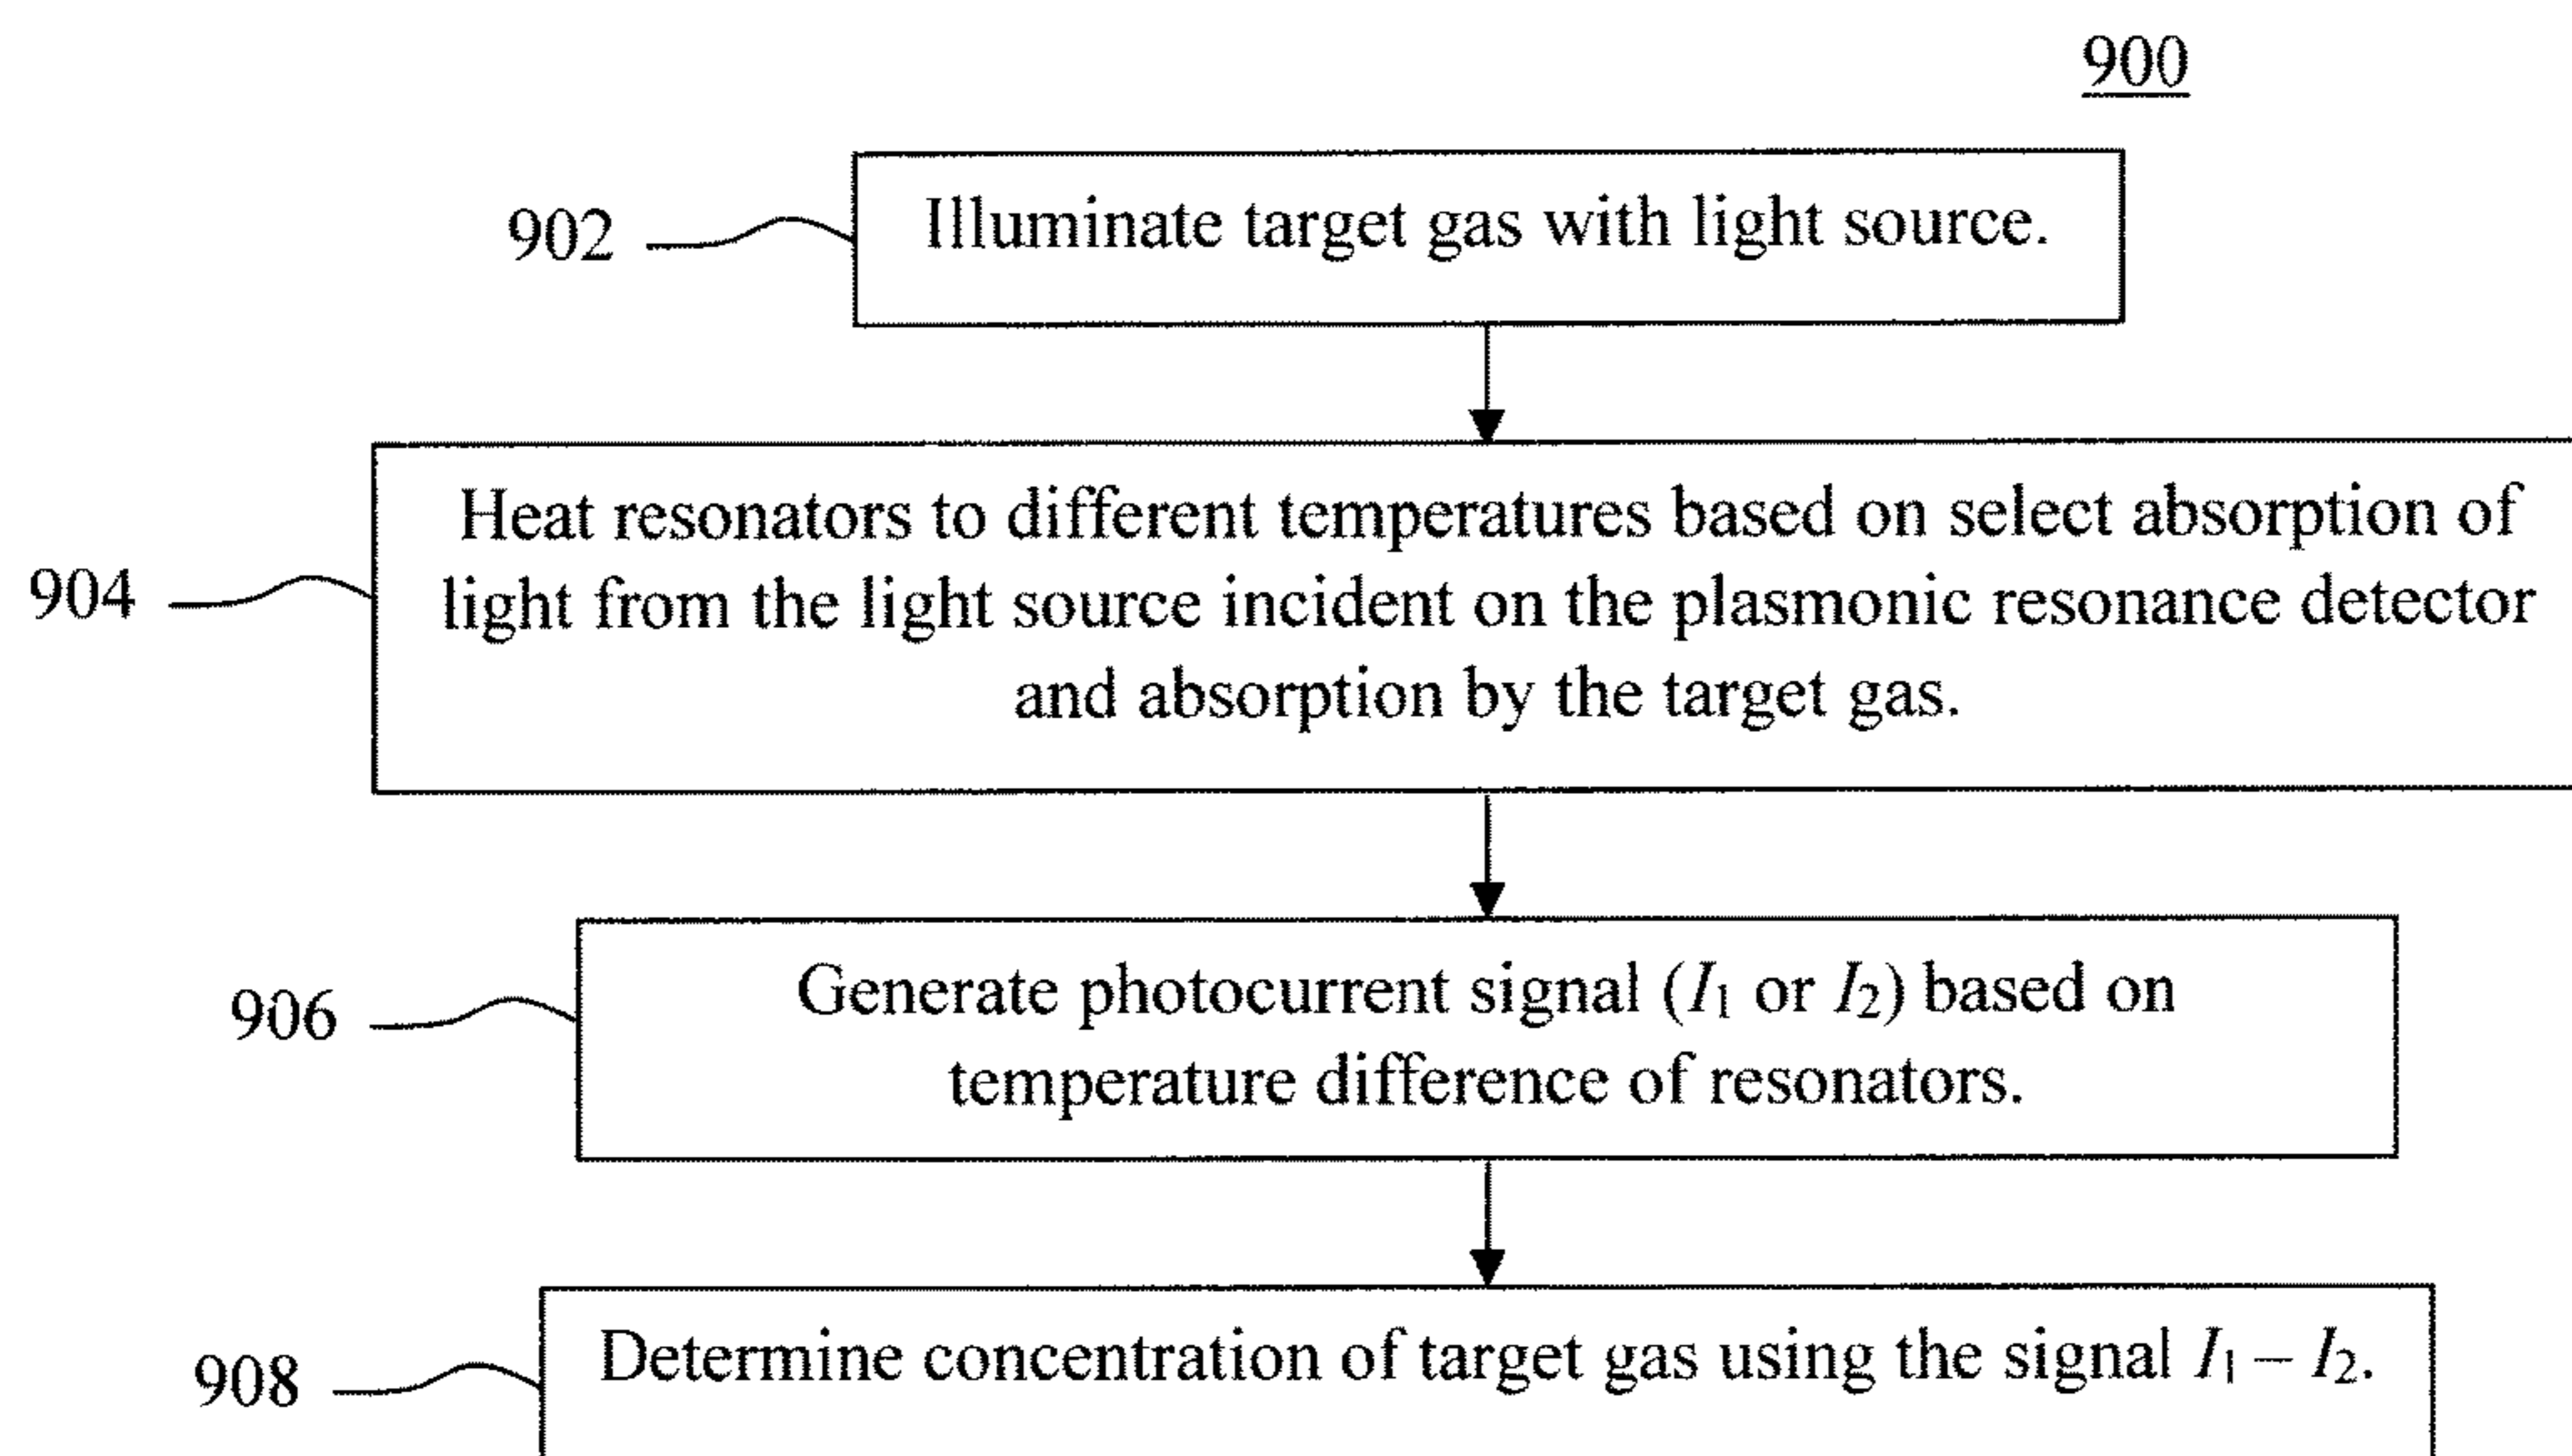 900
902
Illuminate target gas with light source.
904
Heat resonators to different temperatures based on select absorption of
light from the light source incident on the plasmonic resonance detector
and absorption by the target gas.
906
Generate photocurrent signal (I₁ or I₂) based on
temperature difference of resonators.
908
Determine concentration of target gas using the signal I₁ – I₂.